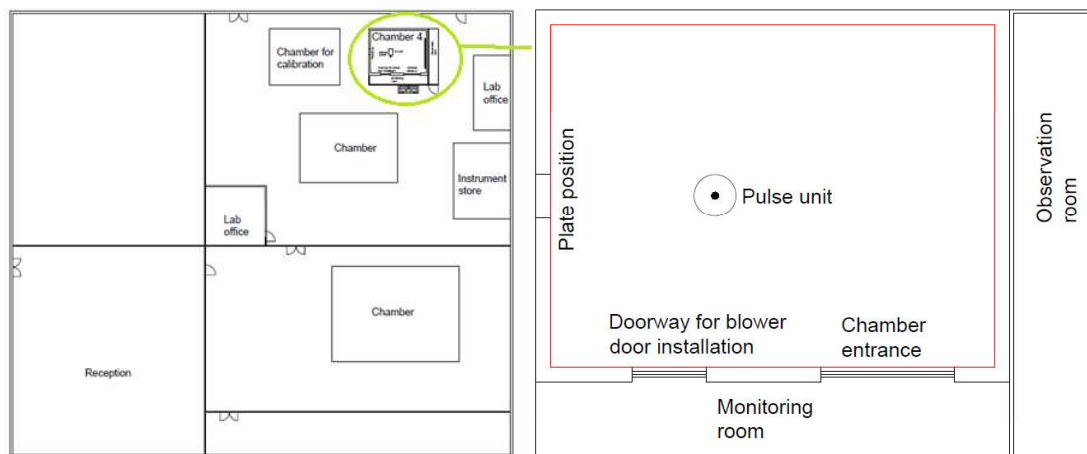 Chamber 4
Chamber for
calibration
Lab
office
Chamber
Instrument
store
Lab
office
Chamber
Reception
Plate position
Pulse unit
Observation
room
Doorway for blower
door installation
Chamber
entrance
Monitoring
room